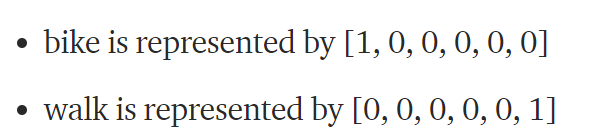 • bike is represented by [1, 0, 0, 0, 0, 0]
• walk is represented by [0, 0, 0, 0, 0, 1]